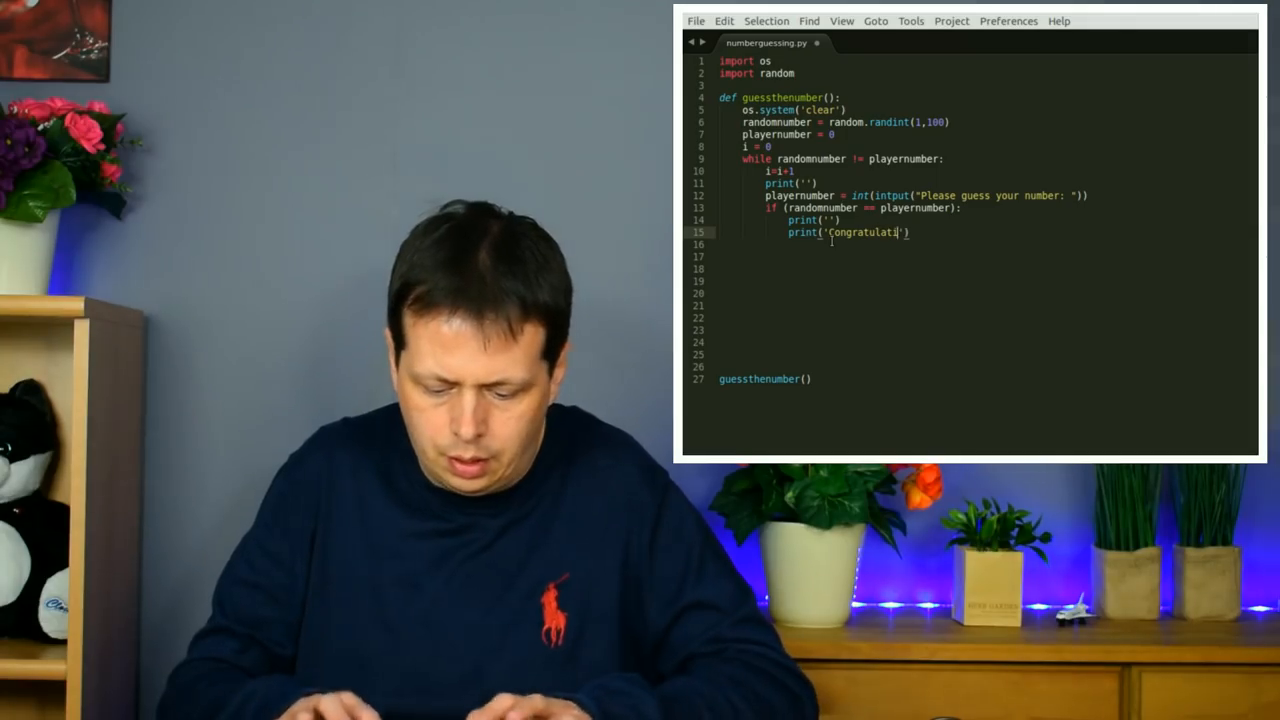 File Edit Selection Find View Goto Tools Project Preferences Help
numberguessing.py
1 import os
2 import random
3
4 def guessthenumber():
5 os.system('clear')
6 randomnumber = random.randint(1,100)
7 playernumber = 0
8 i = 0
9 while randomnumber != playernumber:
10 i=i+1
11 print('')
12 playernumber = int(intput("Please guess your number: "))
13 if (randomnumber == playernumber):
14 print('')
15 print('Congratulati')
16
17
18
19
20
21
22
23
24
25
26
27 guessthenumber()
HERB GARDEN